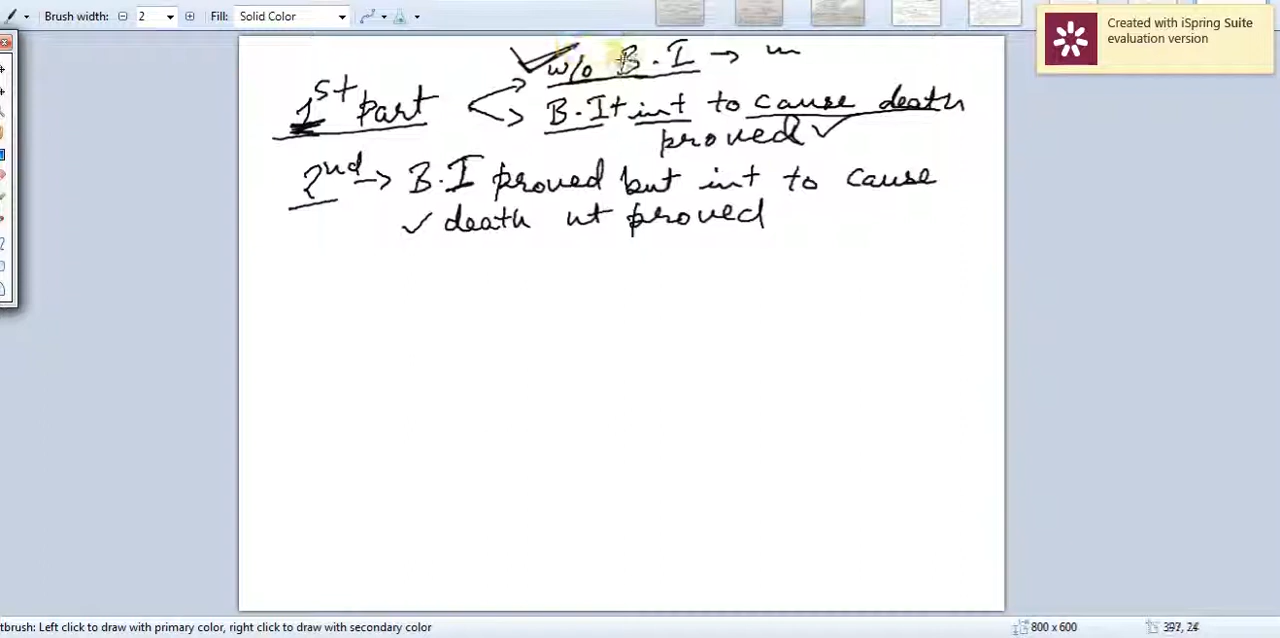 Brush width: 2 Fill: Solid Color
Created with iSpring Suite
evaluation version
w/o B.I →
1st part
B.I + int to cause death
proved ✓
2nd → B.I proved but int to cause
✓ death nt proved
tbrush: Left click to draw with primary color, right click to draw with secondary color
800 x 600